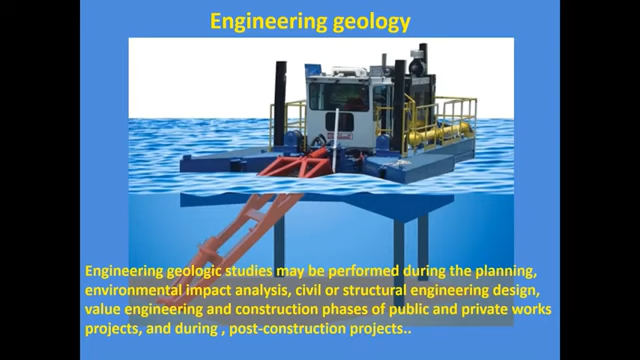 Engineering geology
Engineering geologic studies may be performed during the planning,
environmental impact analysis, civil or structural engineering design,
value engineering and construction phases of public and private works
projects, and during , post-construction projects..